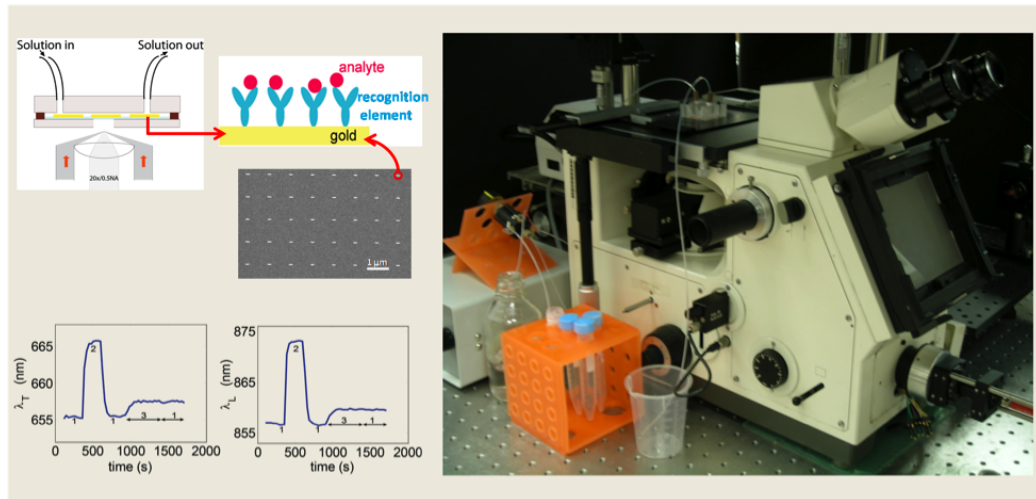 Solution in
Solution out
20x/0.5NA
analyte
recognition
element
gold
1 μm
λT (nm)
665
660
655
1
2
1
3
1
0 500 1000 1500 2000
time (s)
λL (nm)
875
865
855
1
2
1
3
1
0 500 1000 1500 2000
time (s)